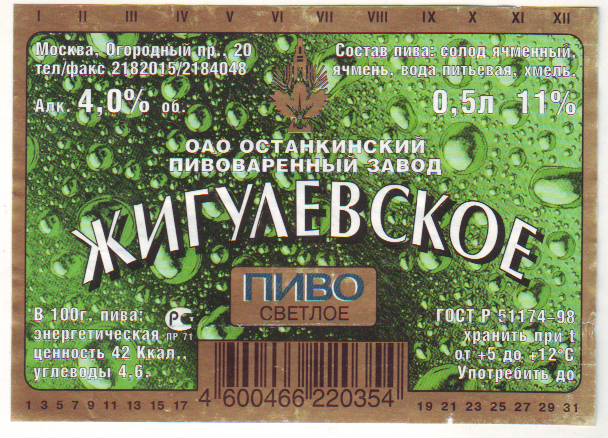 I II III IV V VI VII VIII IX X XI XII
Москва, Огородный пр., 20
тел/факс 2182015/2184048
Алк. 4,0% об.
Состав пива: солод ячменный,
ячмень, вода питьевая, хмель.
0,5л 11%
ОАО ОСТАНКИНСКИЙ
ПИВОВАРЕННЫЙ ЗАВОД
ЖИГУЛЕВСКОЕ
ПИВО
СВЕТЛОЕ
В 100г. пива:
энергетическая
ценность 42 Ккал.,
углеводы 4,6.
ПР 71
ГОСТ Р 51174-98
Хранить при t
от +5 до +12°С
Употребить до
1 3 5 7 9 11 13 15 17
4 600466 220354
19 21 23 25 27 29 31